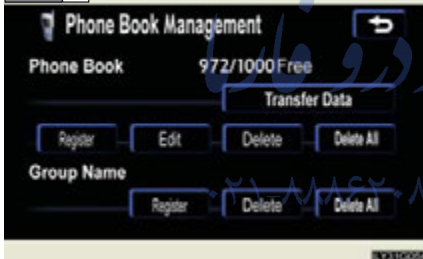 Phone Book Management
Phone Book 972/1000 Free
Transfer Data
Register Edit Delete Delete All
Group Name
Register Delete Delete All